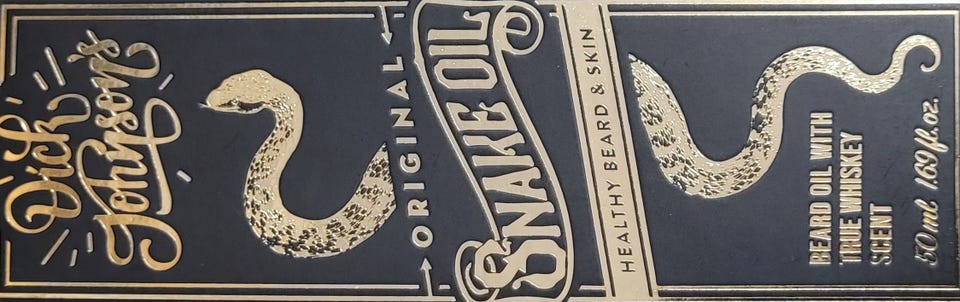 Dick
Johnson's
ORIGINAL
SNAKE OIL
HEALTHY BEARD & SKIN
BEARD OIL WITH
TRUE WHISKEY
SCENT
50 ml 1.69 fl. oz.